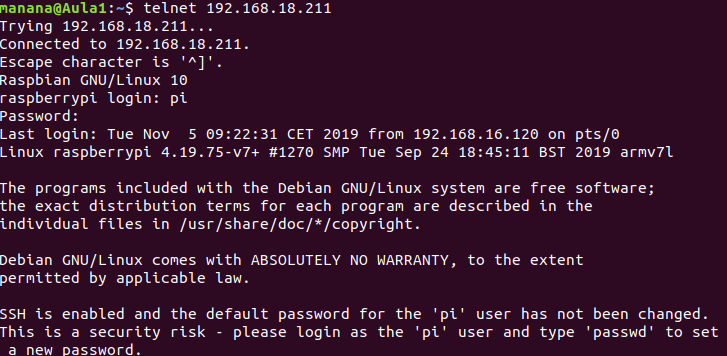 manana@Aula1:~$ telnet 192.168.18.211
Trying 192.168.18.211...
Connected to 192.168.18.211.
Escape character is '^]'.
Raspbian GNU/Linux 10
raspberrypi login: pi
Password:
Last login: Tue Nov  5 09:22:31 CET 2019 from 192.168.16.120 on pts/0
Linux raspberrypi 4.19.75-v7+ #1270 SMP Tue Sep 24 18:45:11 BST 2019 armv7l

The programs included with the Debian GNU/Linux system are free software;
the exact distribution terms for each program are described in the
individual files in /usr/share/doc/*/copyright.

Debian GNU/Linux comes with ABSOLUTELY NO WARRANTY, to the extent
permitted by applicable law.

SSH is enabled and the default password for the 'pi' user has not been changed.
This is a security risk - please login as the 'pi' user and type 'passwd' to set
 a new password.